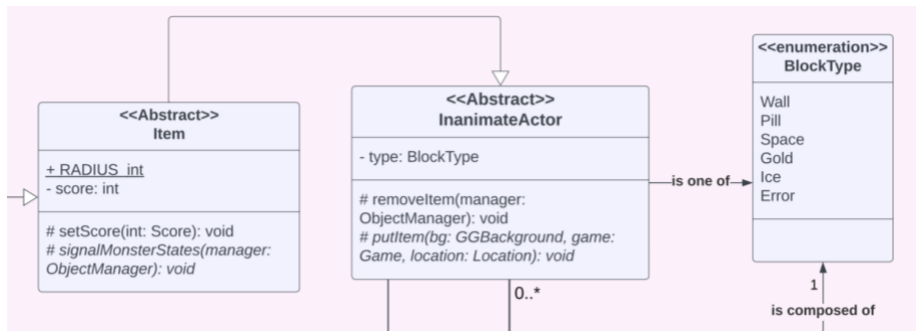 <<Abstract>>
Item
+ RADIUS int
- score: int
# setScore(int: Score): void
# signalMonsterStates(manager:
ObjectManager): void
<<Abstract>>
InanimateActor
- type: BlockType
# removeItem(manager:
ObjectManager): void
# putItem(bg: GGBackground, game:
Game, location: Location): void
0..*
is one of
<<enumeration>>
BlockType
Wall
Pill
Space
Gold
Ice
Error
1
is composed of